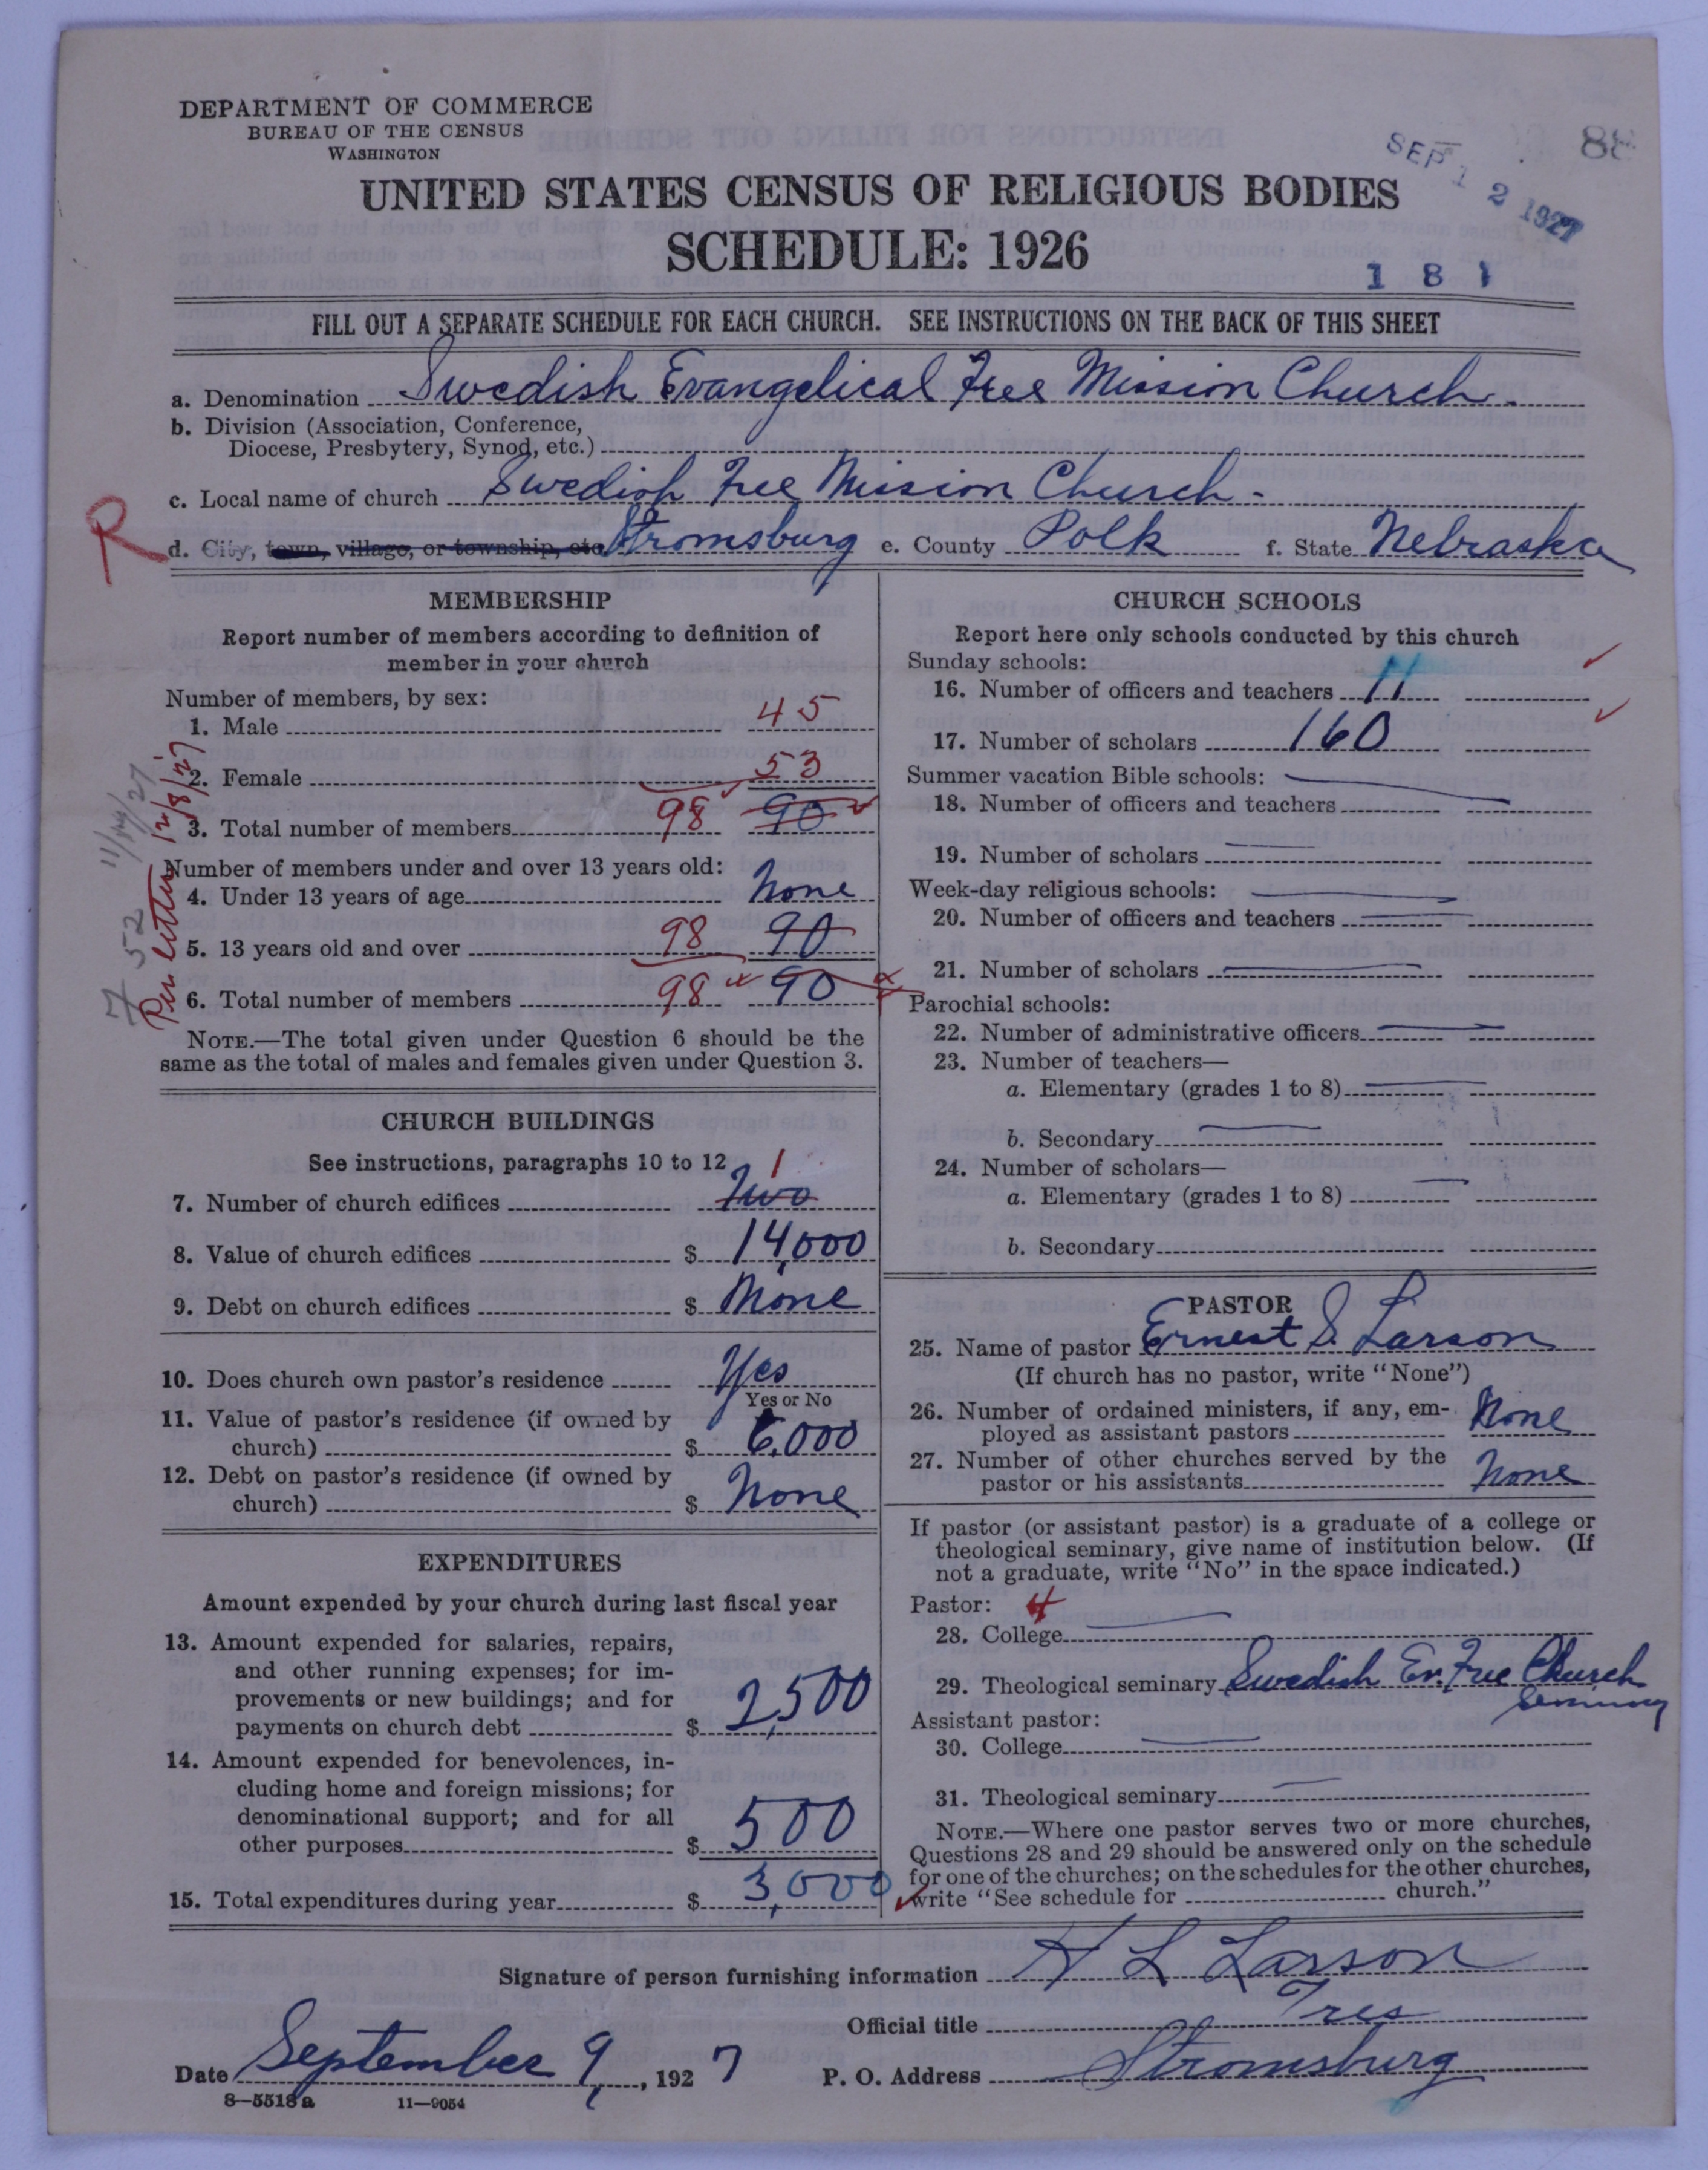 DEPARTMENT OF COMMERCE
BUREAU OF THE CENSUS
WASHINGTON
SEP 12 1927
88
UNITED STATES CENSUS OF RELIGIOUS BODIES
SCHEDULE: 1926
1 8 1
FILL OUT A SEPARATE SCHEDULE FOR EACH CHURCH. SEE INSTRUCTIONS ON THE BACK OF THIS SHEET
a. Denomination Swedish Evangelical Free Mission Church.
b. Division (Association, Conference,
Diocese, Presbytery, Synod, etc.)
c. Local name of church Swedish Free Mission Church -
R
d. City, town, village, or township, etc. Stromsburg e. County Polk f. State Nebraska
MEMBERSHIP
Report number of members according to definition of
member in your church
Number of members, by sex:
1. Male 45
2. Female 53
3. Total number of members 98 90
Number of members under and over 13 years old:
4. Under 13 years of age None
5. 13 years old and over 98 90
6. Total number of members 98 90
NOTE.—The total given under Question 6 should be the
same as the total of males and females given under Question 3.
Per letter 12/8/27
7 52 11/19/27
CHURCH BUILDINGS
See instructions, paragraphs 10 to 12
1
7. Number of church edifices Two
8. Value of church edifices $ 14,000
9. Debt on church edifices $ None
10. Does church own pastor's residence Yes
Yes or No
11. Value of pastor's residence (if owned by
church) $ 6,000
12. Debt on pastor's residence (if owned by
church) $ None
EXPENDITURES
Amount expended by your church during last fiscal year
13. Amount expended for salaries, repairs,
and other running expenses; for im-
provements or new buildings; and for
payments on church debt $ 2,500
14. Amount expended for benevolences, in-
cluding home and foreign missions; for
denominational support; and for all
other purposes $ 500
15. Total expenditures during year $ 3,000
CHURCH SCHOOLS
Report here only schools conducted by this church
Sunday schools:
16. Number of officers and teachers 11
17. Number of scholars 160
Summer vacation Bible schools:
18. Number of officers and teachers
19. Number of scholars
Week-day religious schools:
20. Number of officers and teachers
21. Number of scholars
Parochial schools:
22. Number of administrative officers
23. Number of teachers—
a. Elementary (grades 1 to 8)
b. Secondary
24. Number of scholars—
a. Elementary (grades 1 to 8)
b. Secondary
PASTOR
25. Name of pastor Ernest S. Larson
(If church has no pastor, write "None")
26. Number of ordained ministers, if any, em-
ployed as assistant pastors None
27. Number of other churches served by the
pastor or his assistants None
If pastor (or assistant pastor) is a graduate of a college or
theological seminary, give name of institution below. (If
not a graduate, write "No" in the space indicated.)
Pastor: 4
28. College
29. Theological seminary Swedish Ev. Free Church
Seminary
Assistant pastor:
30. College
31. Theological seminary
NOTE.—Where one pastor serves two or more churches,
Questions 28 and 29 should be answered only on the schedule
for one of the churches; on the schedules for the other churches,
write "See schedule for church."
Signature of person furnishing information H L Larson
Official title Tres
Date September 9, 1927 P. O. Address Stromsburg
8—5518a 11—9054